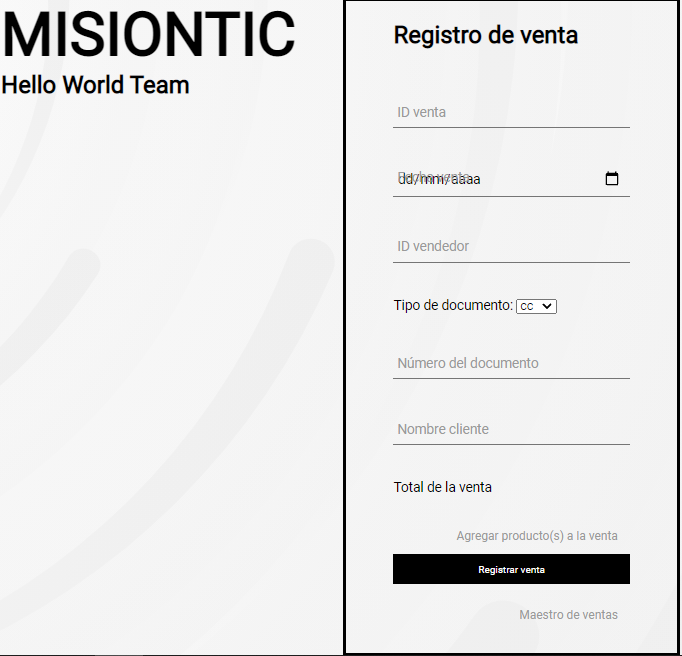 MISIONTIC
Hello World Team
Registro de venta
ID venta
dd/mm/aaaa
ID vendedor
Tipo de documento: cc
Número del documento
Nombre cliente
Total de la venta
Agregar producto(s) a la venta
Registrar venta
Maestro de ventas